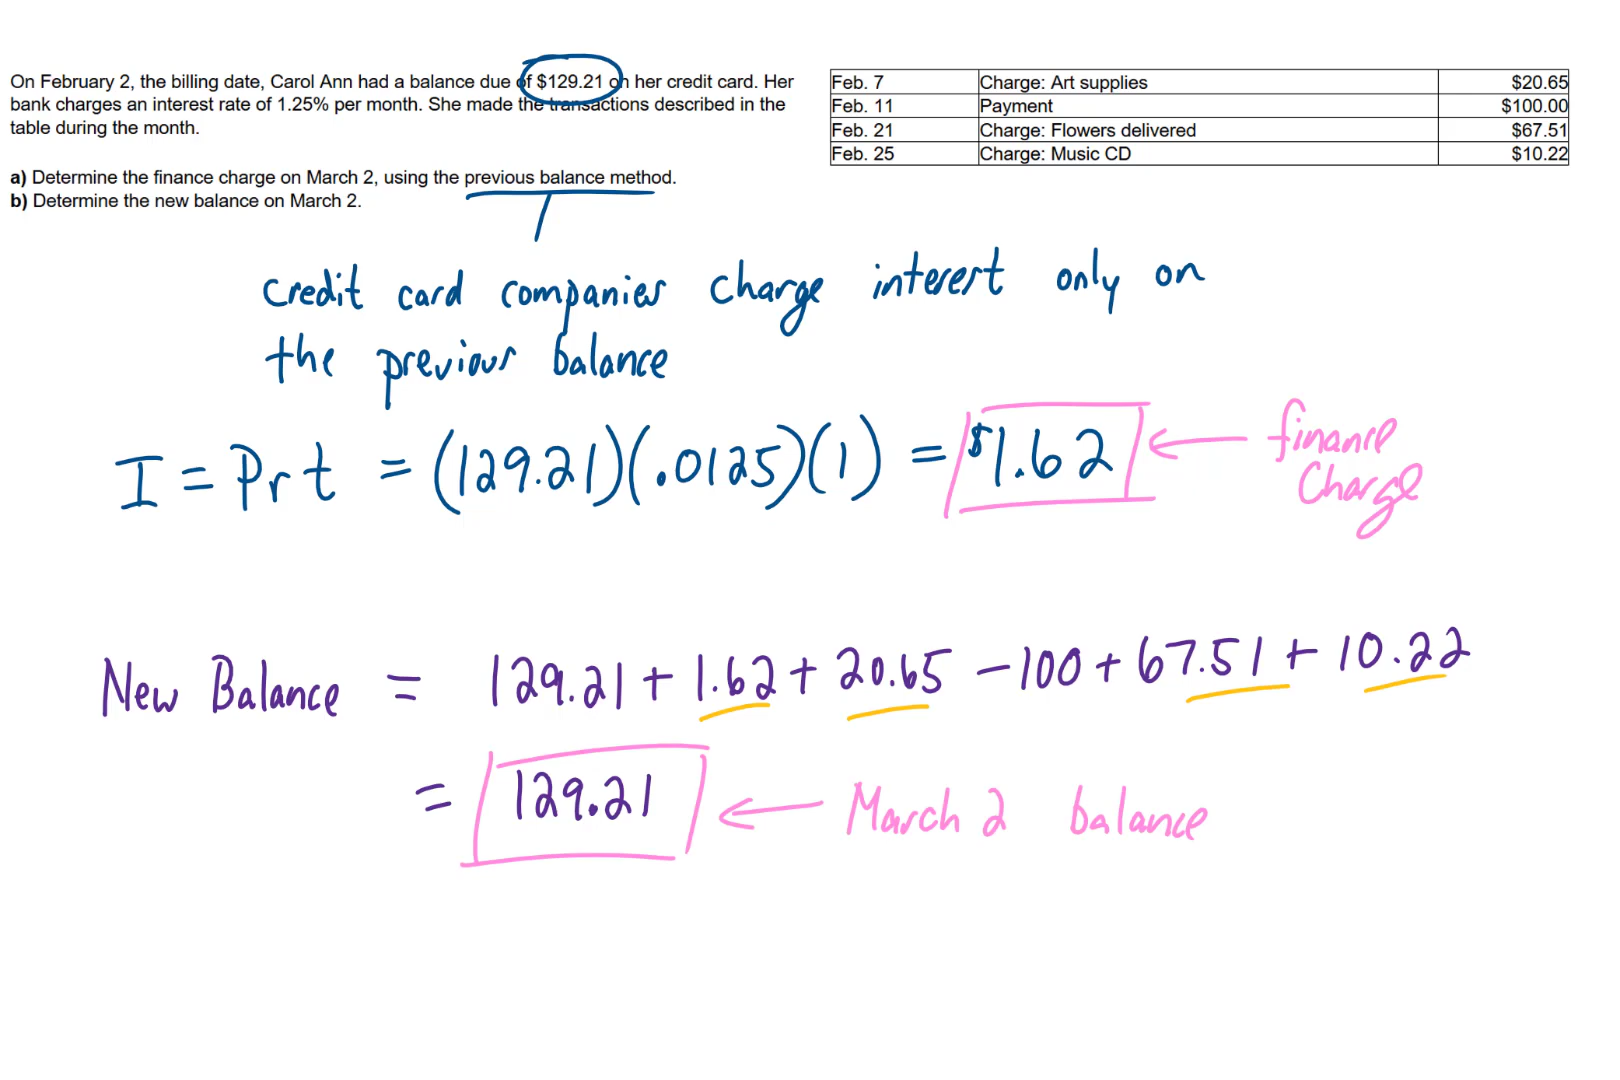 On February 2, the billing date, Carol Ann had a balance due of $129.21 on her credit card. Her
bank charges an interest rate of 1.25% per month. She made the transactions described in the
table during the month.
a) Determine the finance charge on March 2, using the previous balance method.
b) Determine the new balance on March 2.
Feb. 7 Charge: Art supplies $20.65
Feb. 11 Payment $100.00
Feb. 21 Charge: Flowers delivered $67.51
Feb. 25 Charge: Music CD $10.22
credit card companies charge interest only on
the previous balance
I = Prt = (129.21)(.0125)(1) = $1.62 ← finance
Charge
New Balance = 129.21 + 1.62 + 20.65 - 100 + 67.51 + 10.22
= 129.21 ← March 2 balance